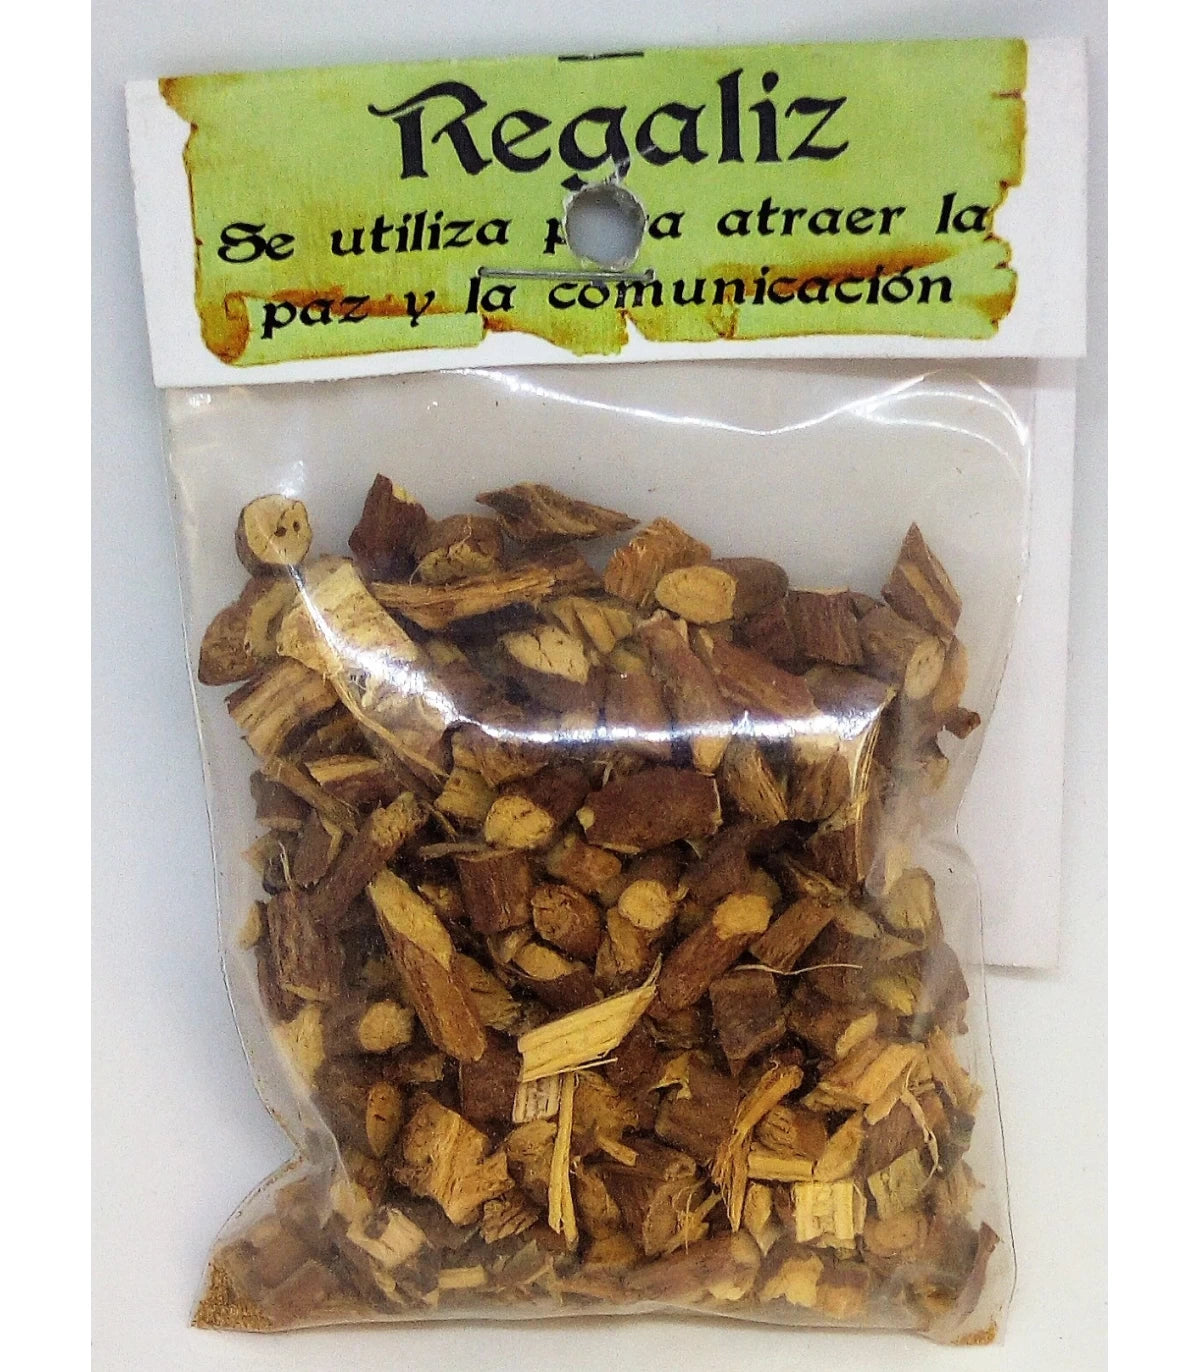 Regaliz
Se utiliza atraer la
paz y la comunicación